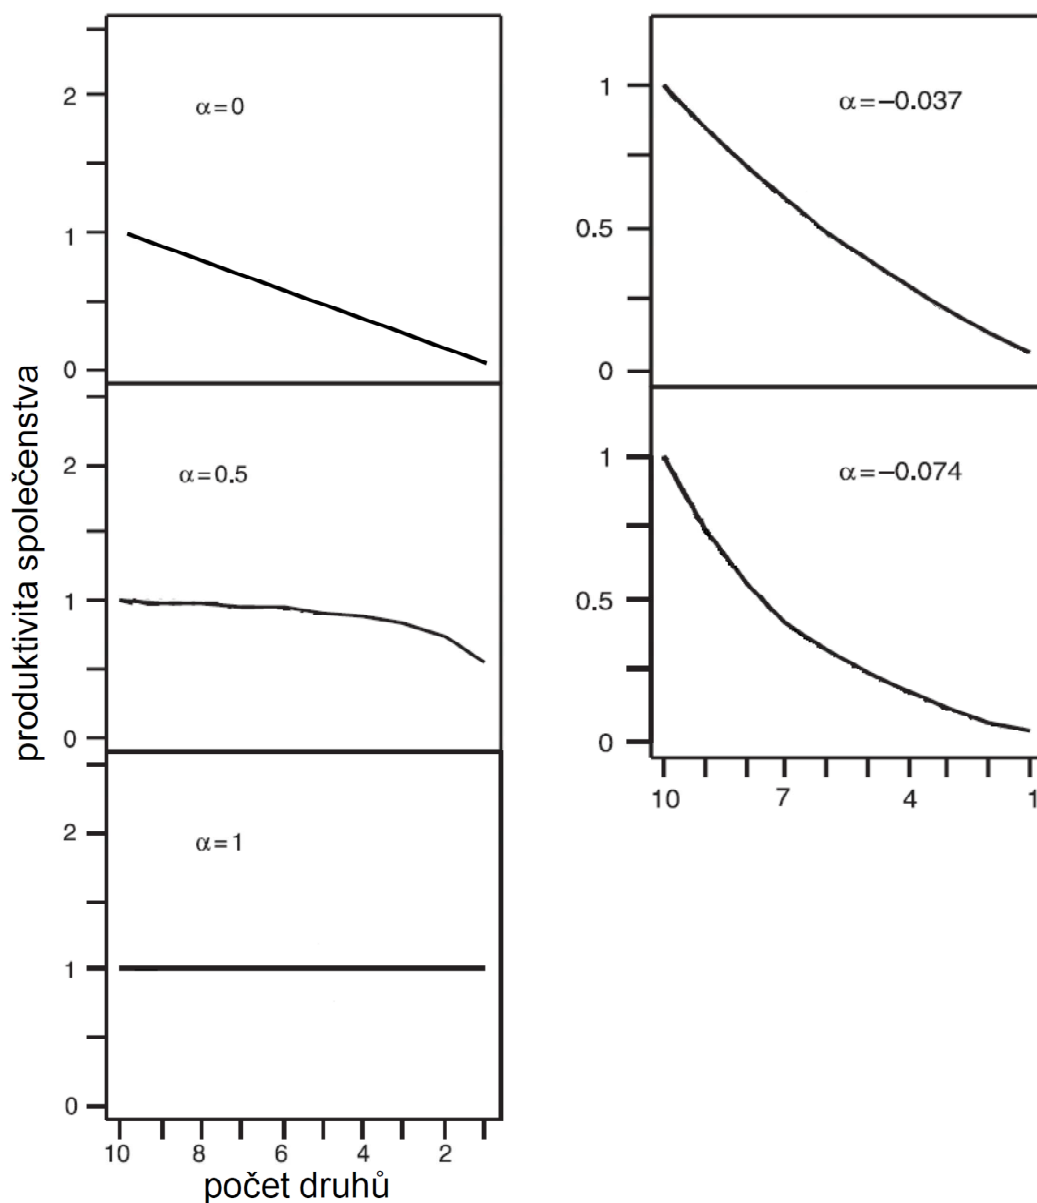 produktivita společenstva
α=0
2
1
0
α=0.5
2
1
0
α=1
2
1
0
10 8 6 4 2
počet druhů
α=−0.037
1
0.5
0
α=−0.074
1
0.5
0
10 7 4 1